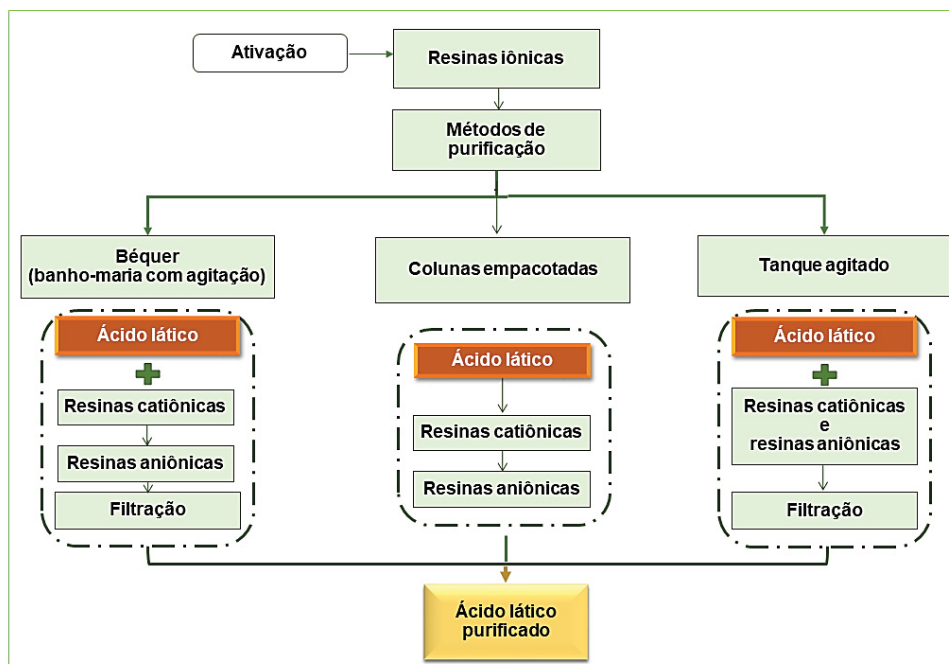 Ativação
Resinas iônicas
Métodos de
purificação
Béquer
(banho-maria com agitação)
Ácido lático
Resinas catiônicas
Resinas aniônicas
Filtração
Colunas empacotadas
Ácido lático
Resinas catiônicas
Resinas aniônicas
Tanque agitado
Ácido lático
Resinas catiônicas
e
resinas aniônicas
Filtração
Ácido lático
purificado